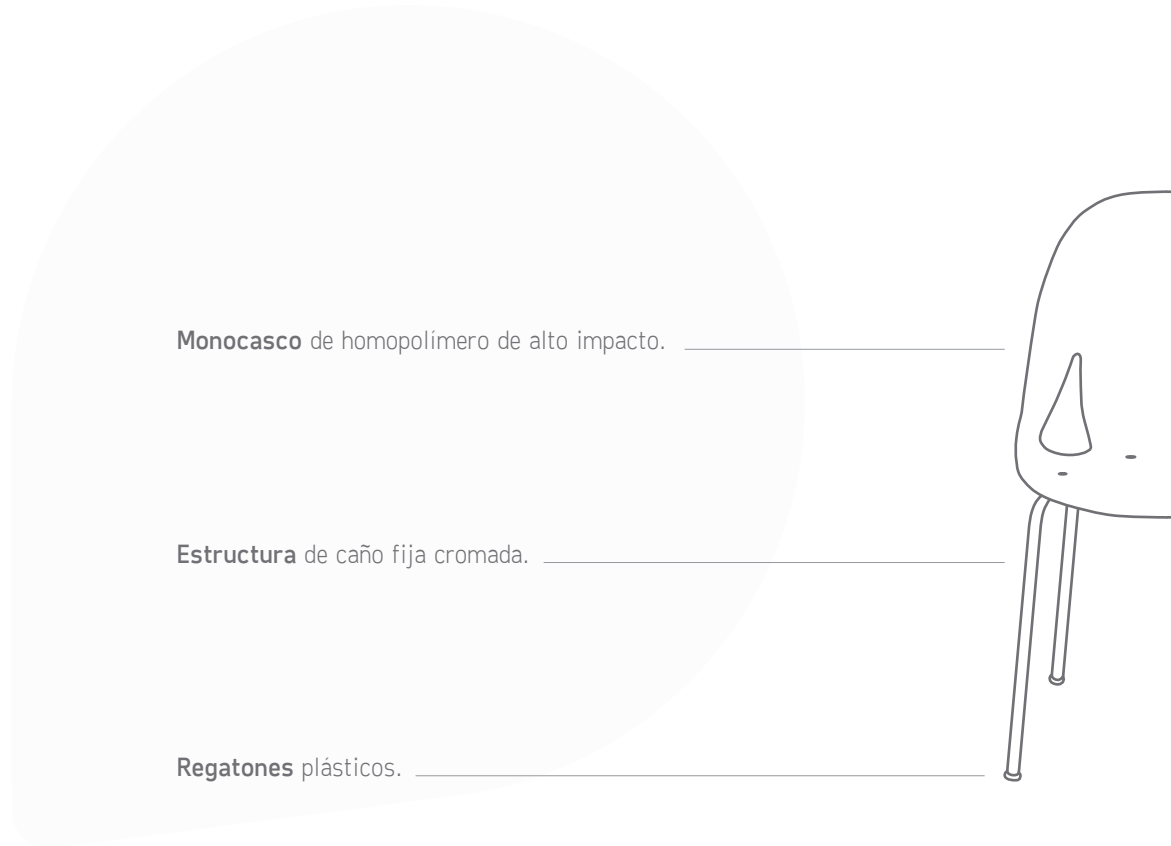 Monocasco de homopolímero de alto impacto.
Estructura de caño fija cromada.
Regatones plásticos.